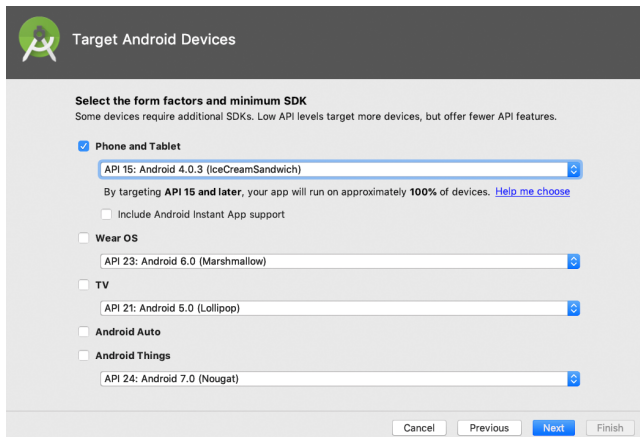 Target Android Devices
Select the form factors and minimum SDK
Some devices require additional SDKs. Low API levels target more devices, but offer fewer API features.
Phone and Tablet
API 15: Android 4.0.3 (IceCreamSandwich)
By targeting API 15 and later, your app will run on approximately 100% of devices. Help me choose
Include Android Instant App support
Wear OS
API 23: Android 6.0 (Marshmallow)
TV
API 21: Android 5.0 (Lollipop)
Android Auto
Android Things
API 24: Android 7.0 (Nougat)
Cancel Previous Next Finish